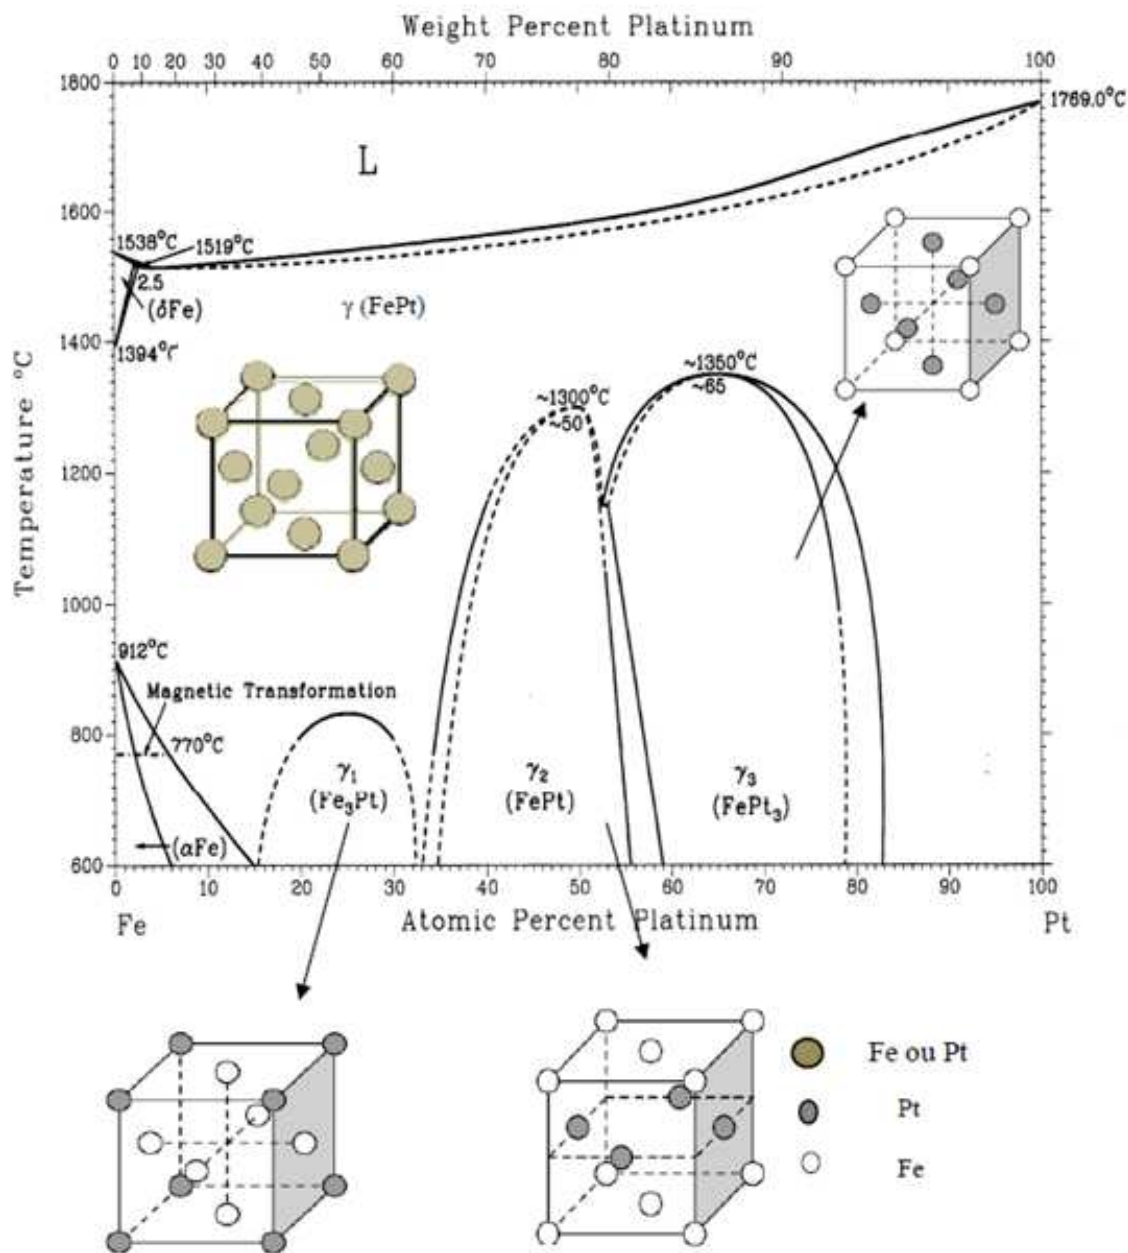 Weight Percent Platinum
0 10 20 30 40 50 60 70 80 90 100
1800
1769.0°C
L
1600
1538°C
1519°C
2.5
(δFe)
γ (FePt)
1400
1394°C
~1350°C
~65
~1300°C
~50
1200
Temperature °C
1000
912°C
Magnetic Transformation
800
770°C
γ₁
(Fe₃Pt)
γ₂
(FePt)
γ₃
(FePt₃)
(αFe)
600
0 10 20 30 40 50 60 70 80 90 100
Fe
Atomic Percent Platinum
Pt
Fe ou Pt
Pt
Fe